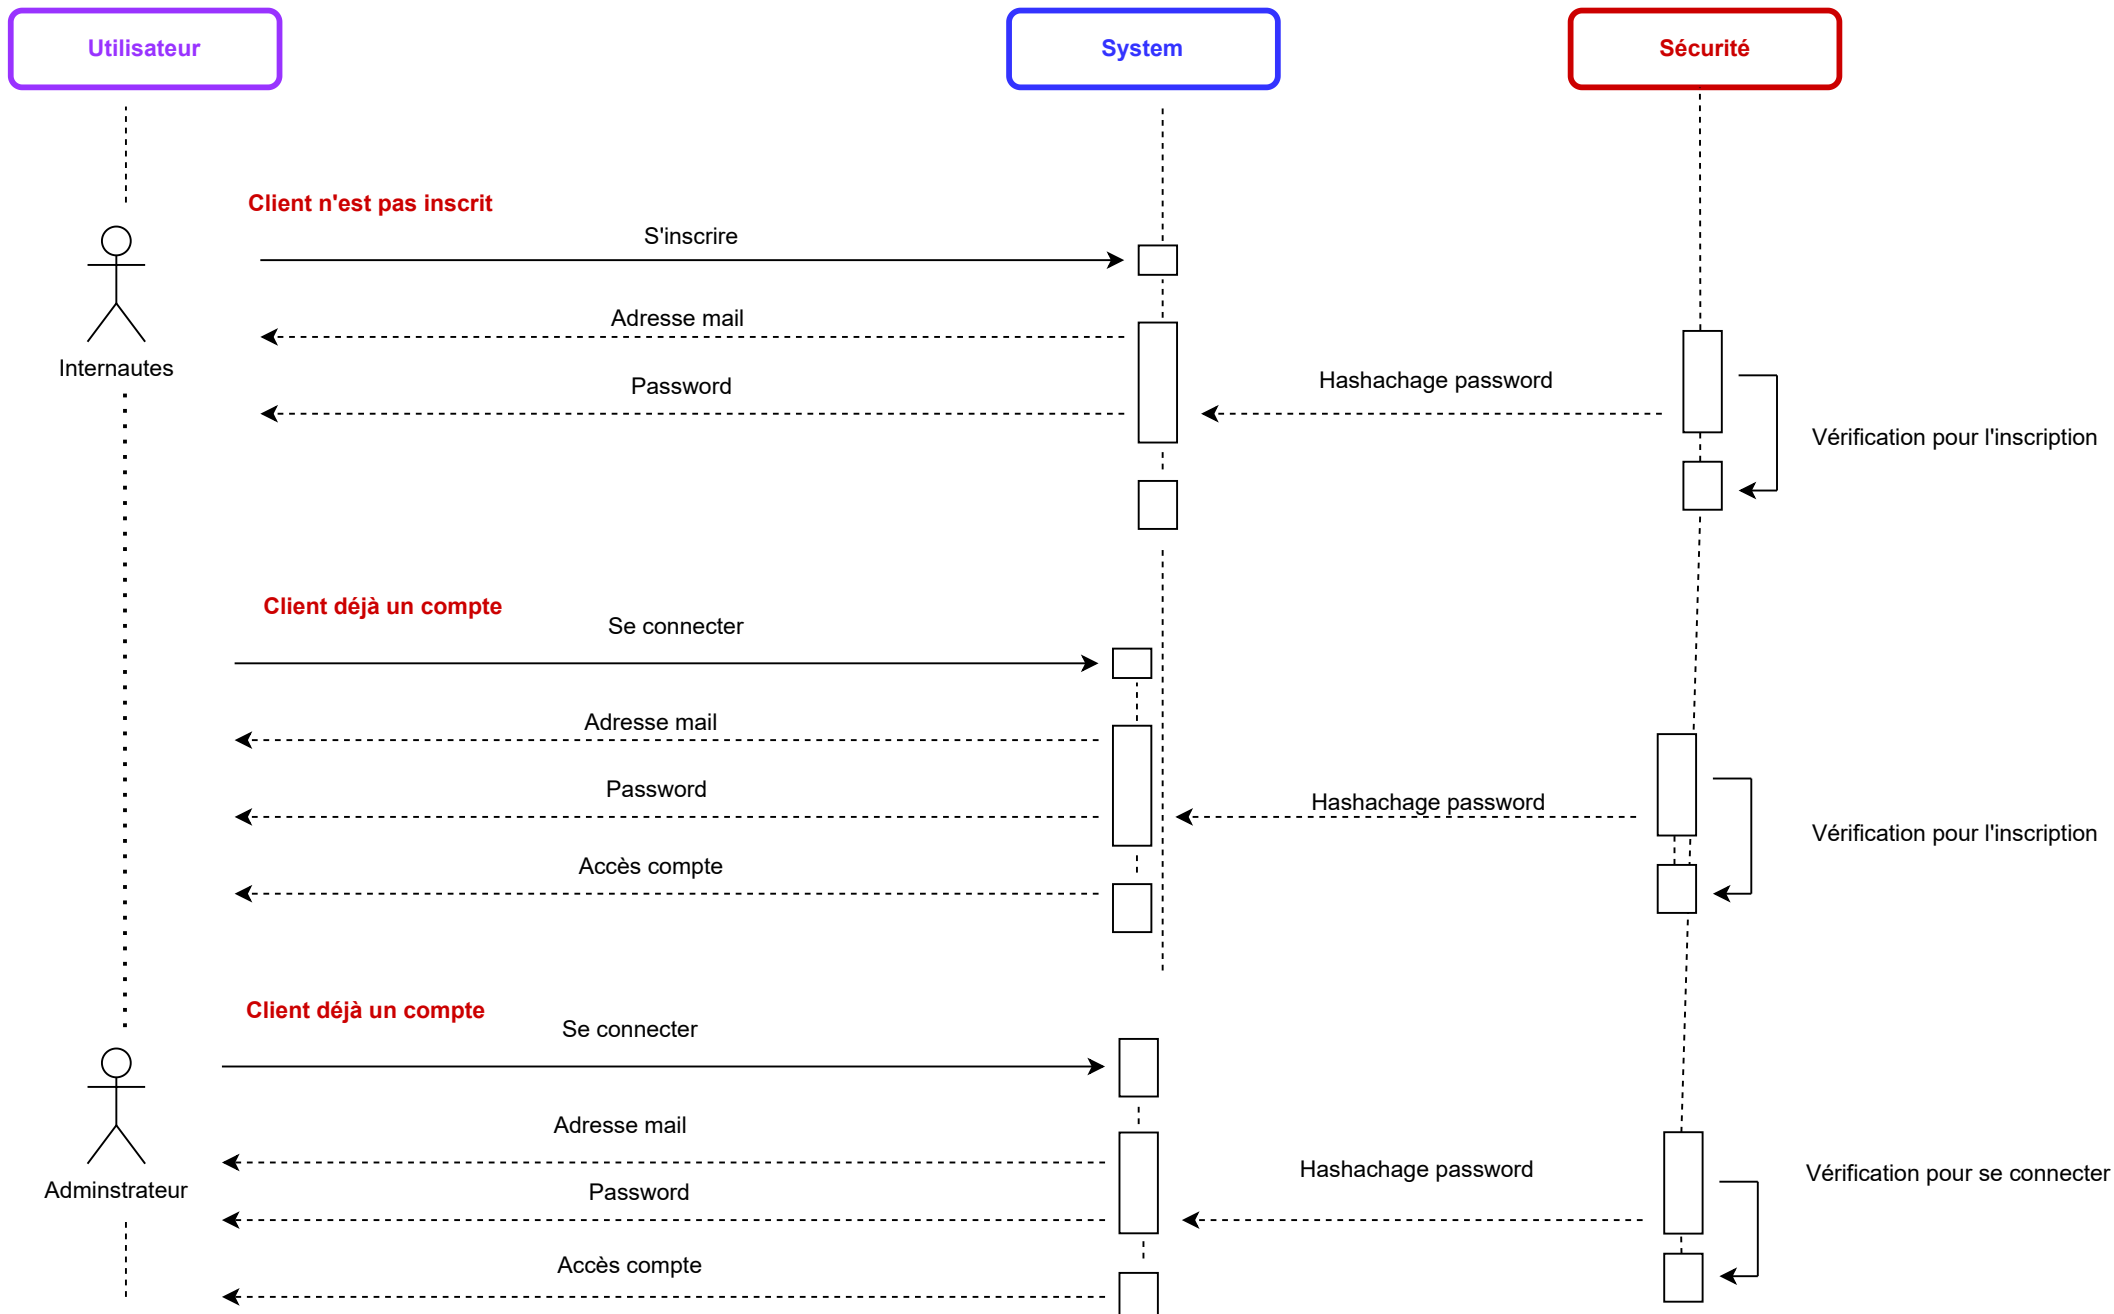 Utilisateur
System
Sécurité
Client n'est pas inscrit
S'inscrire
Adresse mail
Internautes
Password
Hashachage password
Vérification pour l'inscription
Client déjà un compte
Se connecter
Adresse mail
Password
Hashachage password
Vérification pour l'inscription
Accès compte
Client déjà un compte
Se connecter
Adresse mail
Hashachage password
Vérification pour se connecter
Adminstrateur
Password
Accès compte